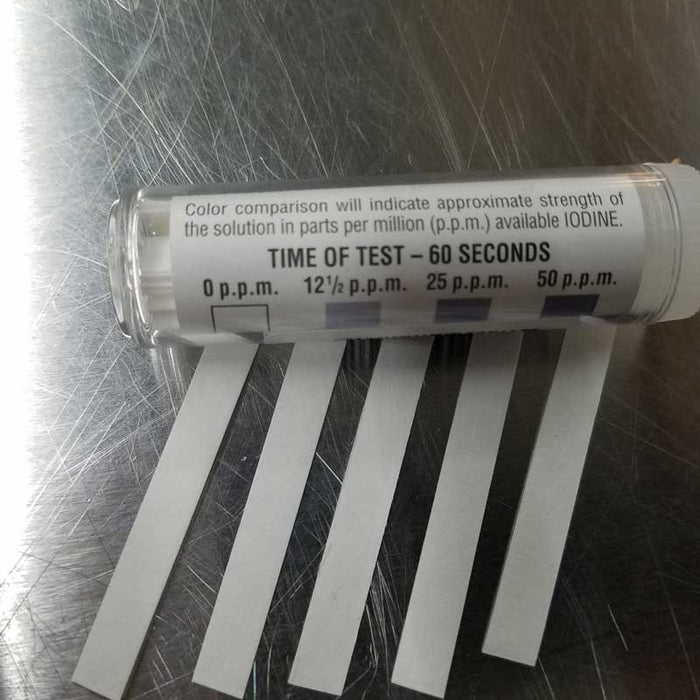 Color comparison will indicate approximate strength of
the solution in parts per million (p.p.m.) available IODINE.
TIME OF TEST – 60 SECONDS
0 p.p.m. 12½ p.p.m. 25 p.p.m. 50 p.p.m.